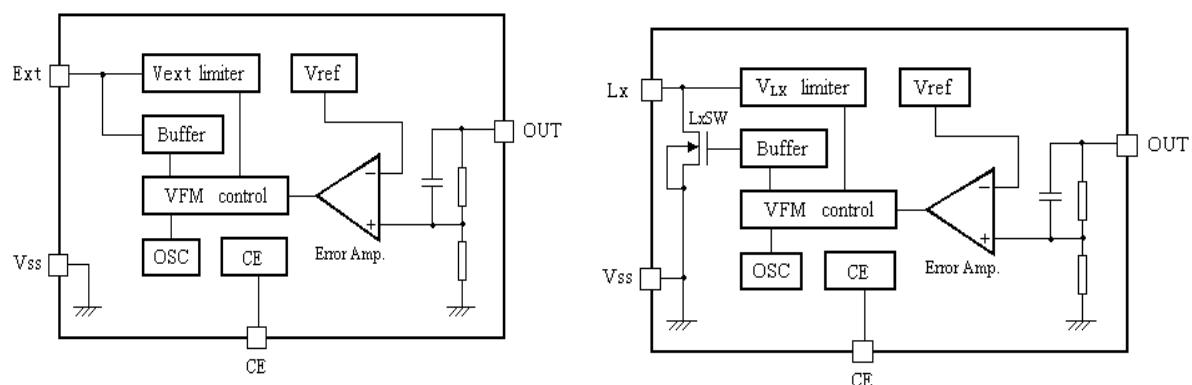 Ext
Vext limiter
Vref
Buffer
OUT
−
VFM control
+
OSC
CE
Error Amp.
Vss
CE
Lx
VLX limiter
Vref
LxSW
Buffer
OUT
−
VFM control
+
OSC
CE
Error Amp.
Vss
CE